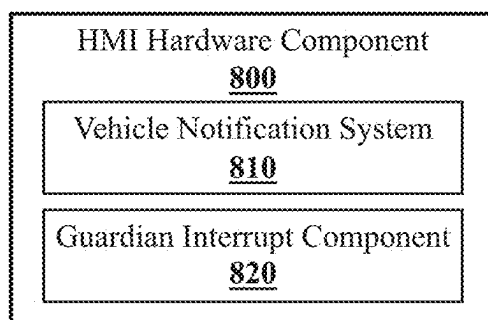 HMI Hardware Component
800
Vehicle Notification System
810
Guardian Interrupt Component
820